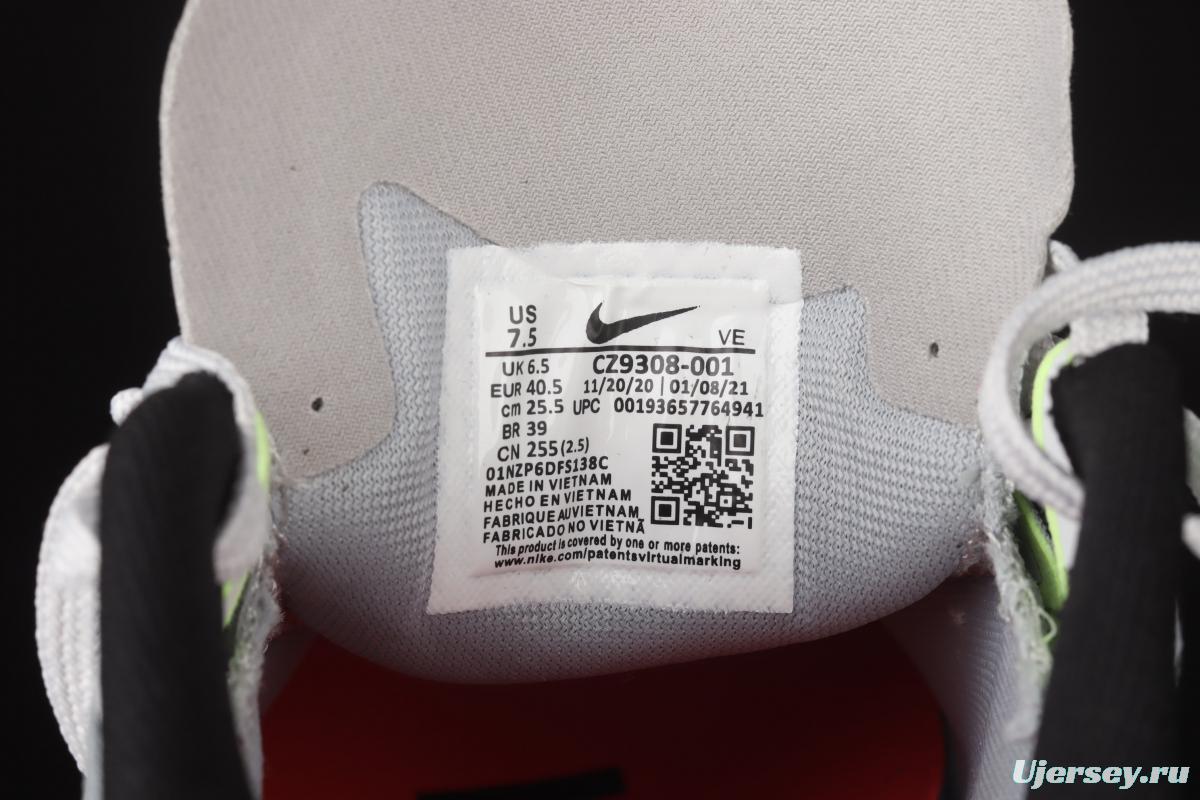 US
7.5
VE
UK 6.5 CZ9308-001
EUR 40.5 11/20/20 | 01/08/21
cm 25.5 UPC 00193657764941
BR 39
CN 255 (2.5)
01NZP6DFS138C
MADE IN VIETNAM
HECHO EN VIETNAM
FABRIQUE AU VIETNAM
FABRICADO NO VIETNÃ
This product is covered by one or more patents:
www.nike.com/patentsvirtualmarking
Ujersey.ru